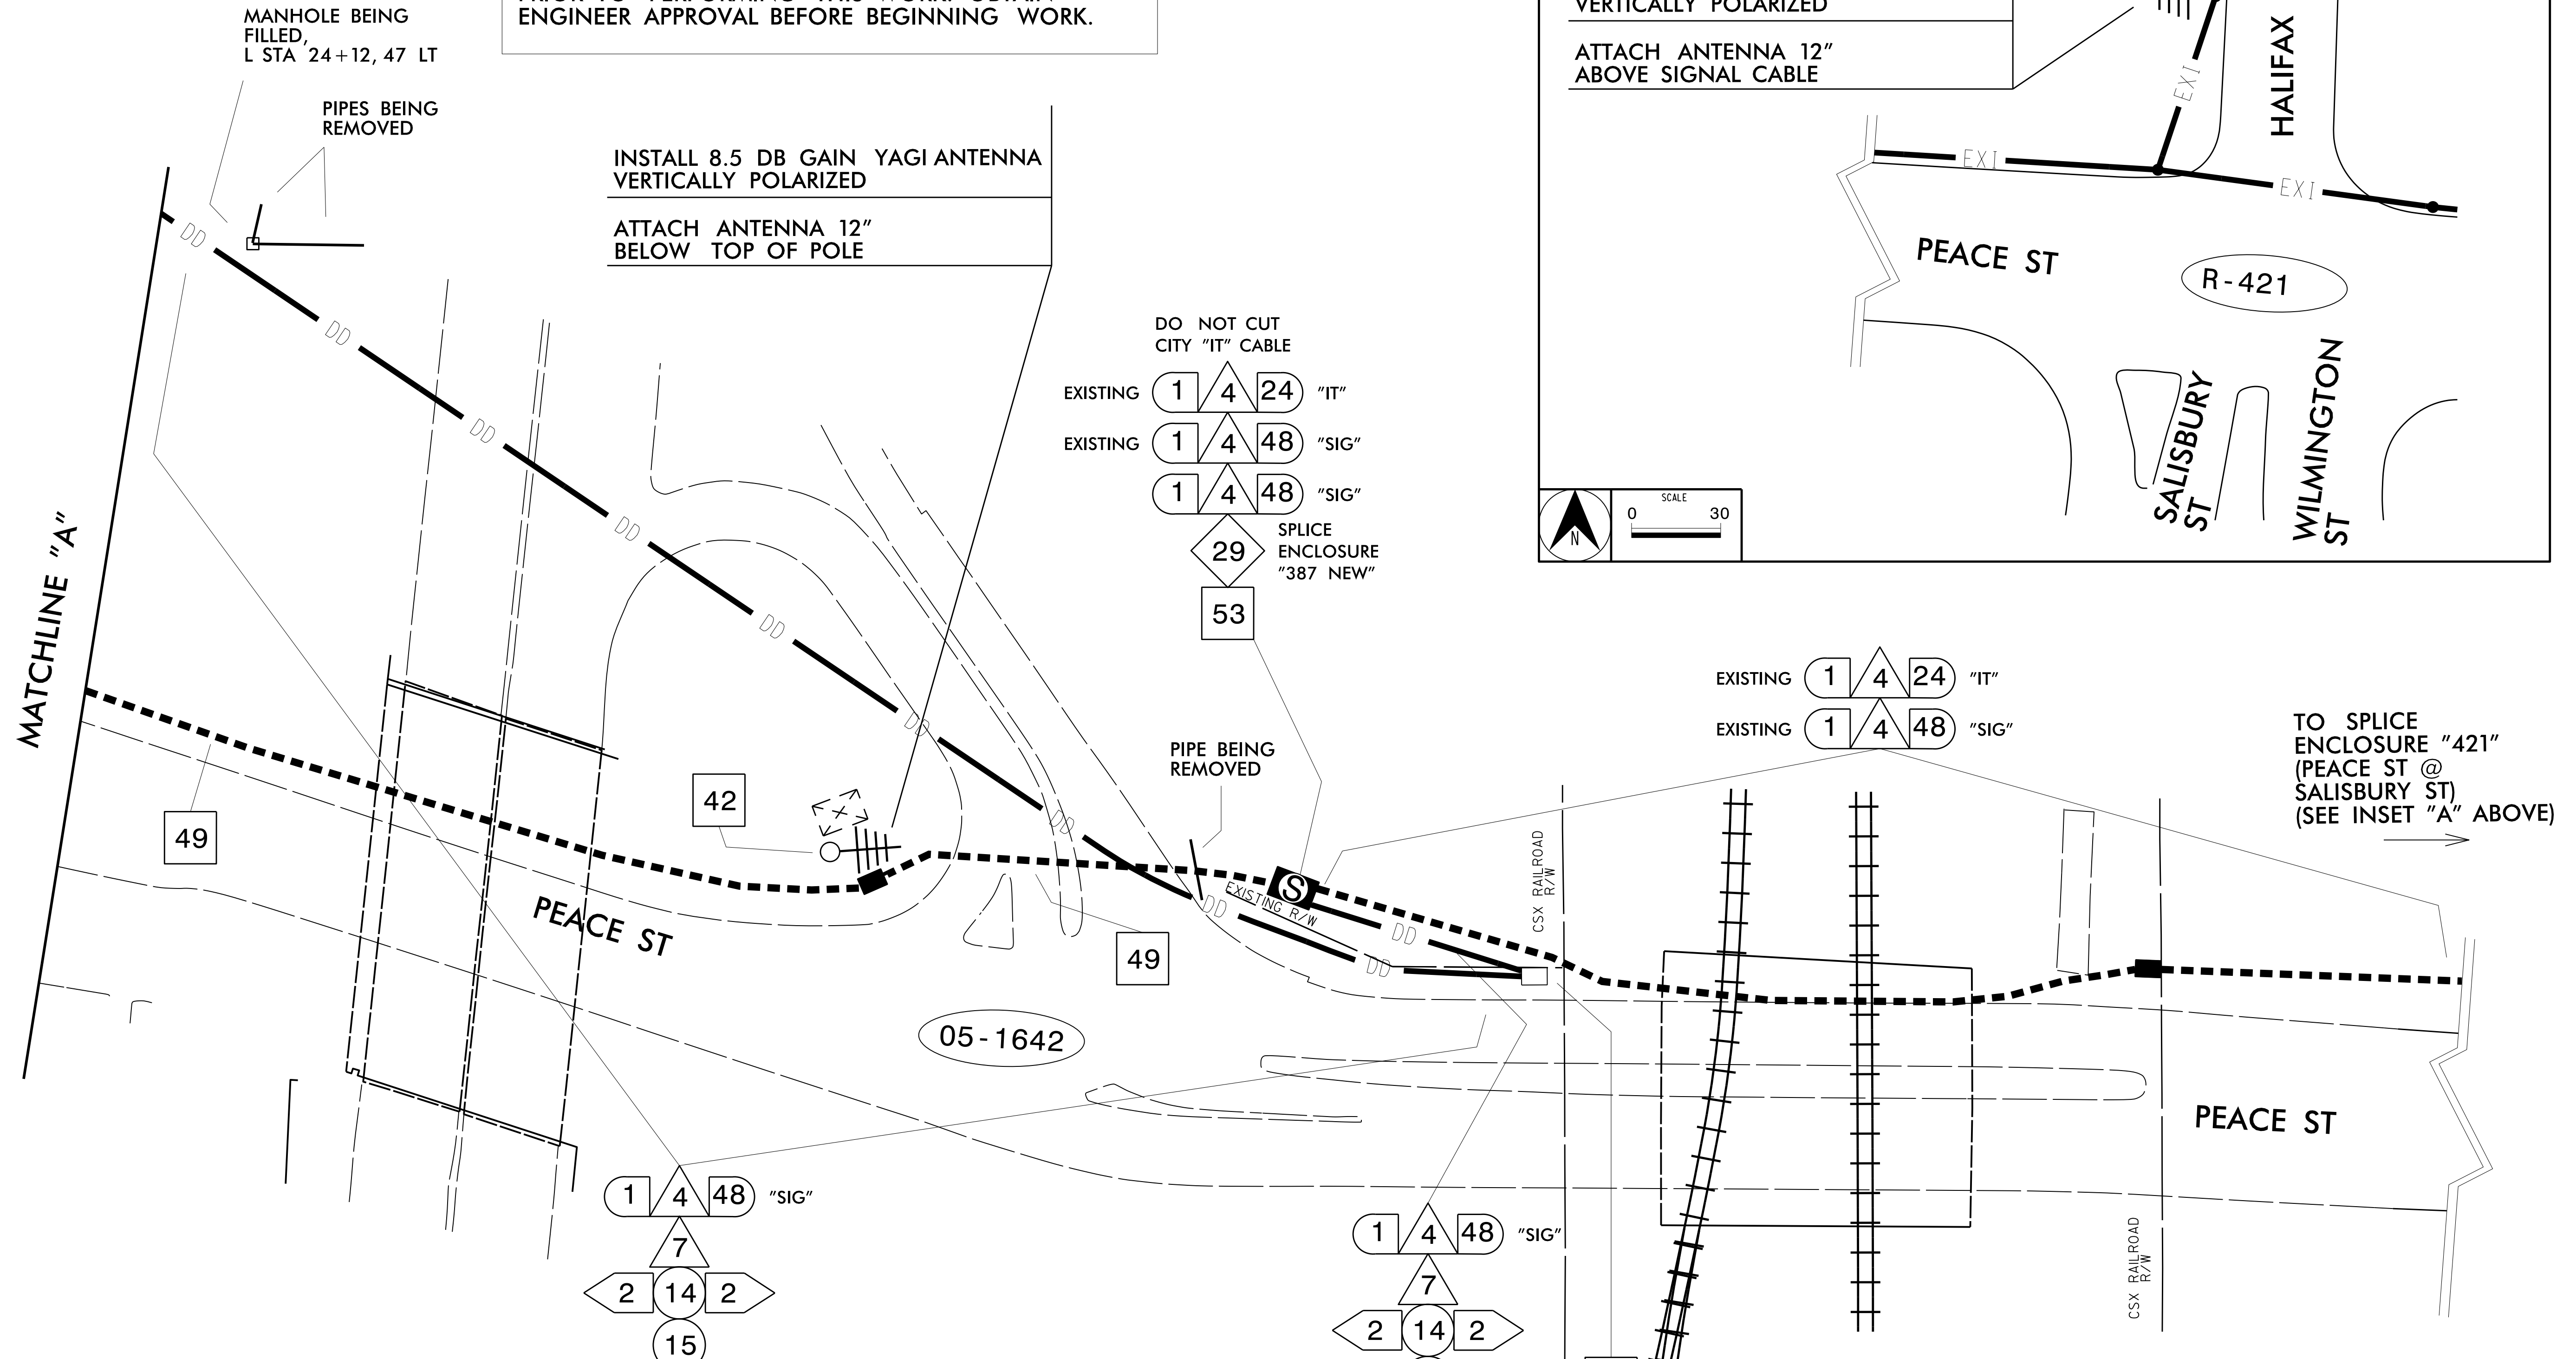 MANHOLE BEING
FILLED,
L STA 24+12, 47 LT
ENGINEER APPROVAL BEFORE BEGINNING WORK.
PIPES BEING
REMOVED
INSTALL 8.5 DB GAIN YAGI ANTENNA
VERTICALLY POLARIZED
ATTACH ANTENNA 12"
BELOW TOP OF POLE
VERTICALLY POLARIZED
ATTACH ANTENNA 12"
ABOVE SIGNAL CABLE
HALIFAX
EXI
EXI
EXI
PEACE ST
R-421
SALISBURY
ST
WILMINGTON
ST
N
SCALE
0 30
DO NOT CUT
CITY "IT" CABLE
EXISTING 1 4 24 "IT"
EXISTING 1 4 48 "SIG"
1 4 48 "SIG"
29
SPLICE
ENCLOSURE
"387 NEW"
53
MATCHLINE "A"
DD
DD
DD
DD
DD
DD
DD
DD
DD
DD
49
42
PIPE BEING
REMOVED
EXISTING 1 4 24 "IT"
EXISTING 1 4 48 "SIG"
TO SPLICE
ENCLOSURE "421"
(PEACE ST @
SALISBURY ST)
(SEE INSET "A" ABOVE)
CSX RAILROAD
R/W
S
EXISTING R/W
PEACE ST
49
05-1642
PEACE ST
CSX RAILROAD
R/W
1 4 48 "SIG"
7
2 14 2
15
1 4 48 "SIG"
7
2 14 2